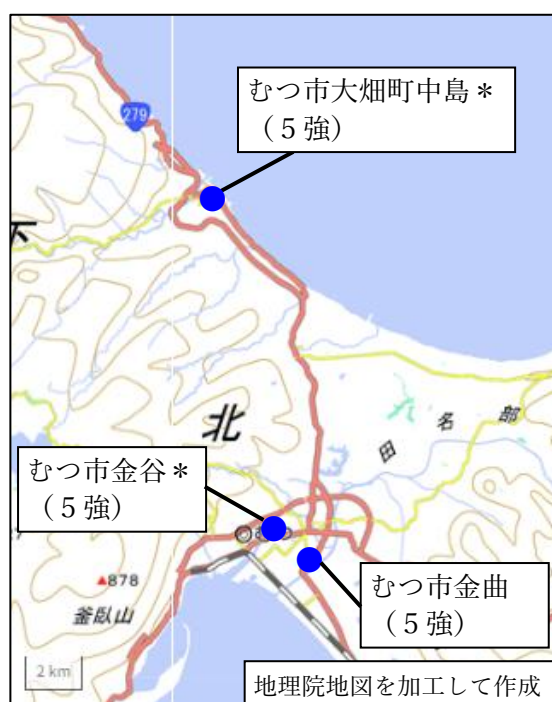 むつ市大畑町中島＊
（５強）
279
下
北
田名部
むつ市金谷＊
（５強）
878
釜臥山
むつ市金曲
（５強）
2 km
地理院地図を加工して作成